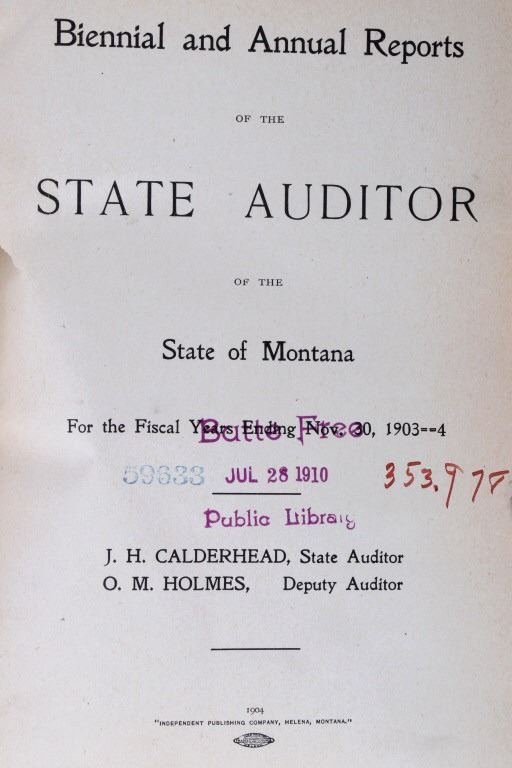 Biennial and Annual Reports
OF THE
STATE AUDITOR
OF THE
State of Montana
For the Fiscal Years Ending Nov. 30, 1903==4
Butte Free
59633 JUL 28 1910 353.978
Public Library
J. H. CALDERHEAD, State Auditor
O. M. HOLMES, Deputy Auditor
1904
"INDEPENDENT PUBLISHING COMPANY, HELENA, MONTANA."